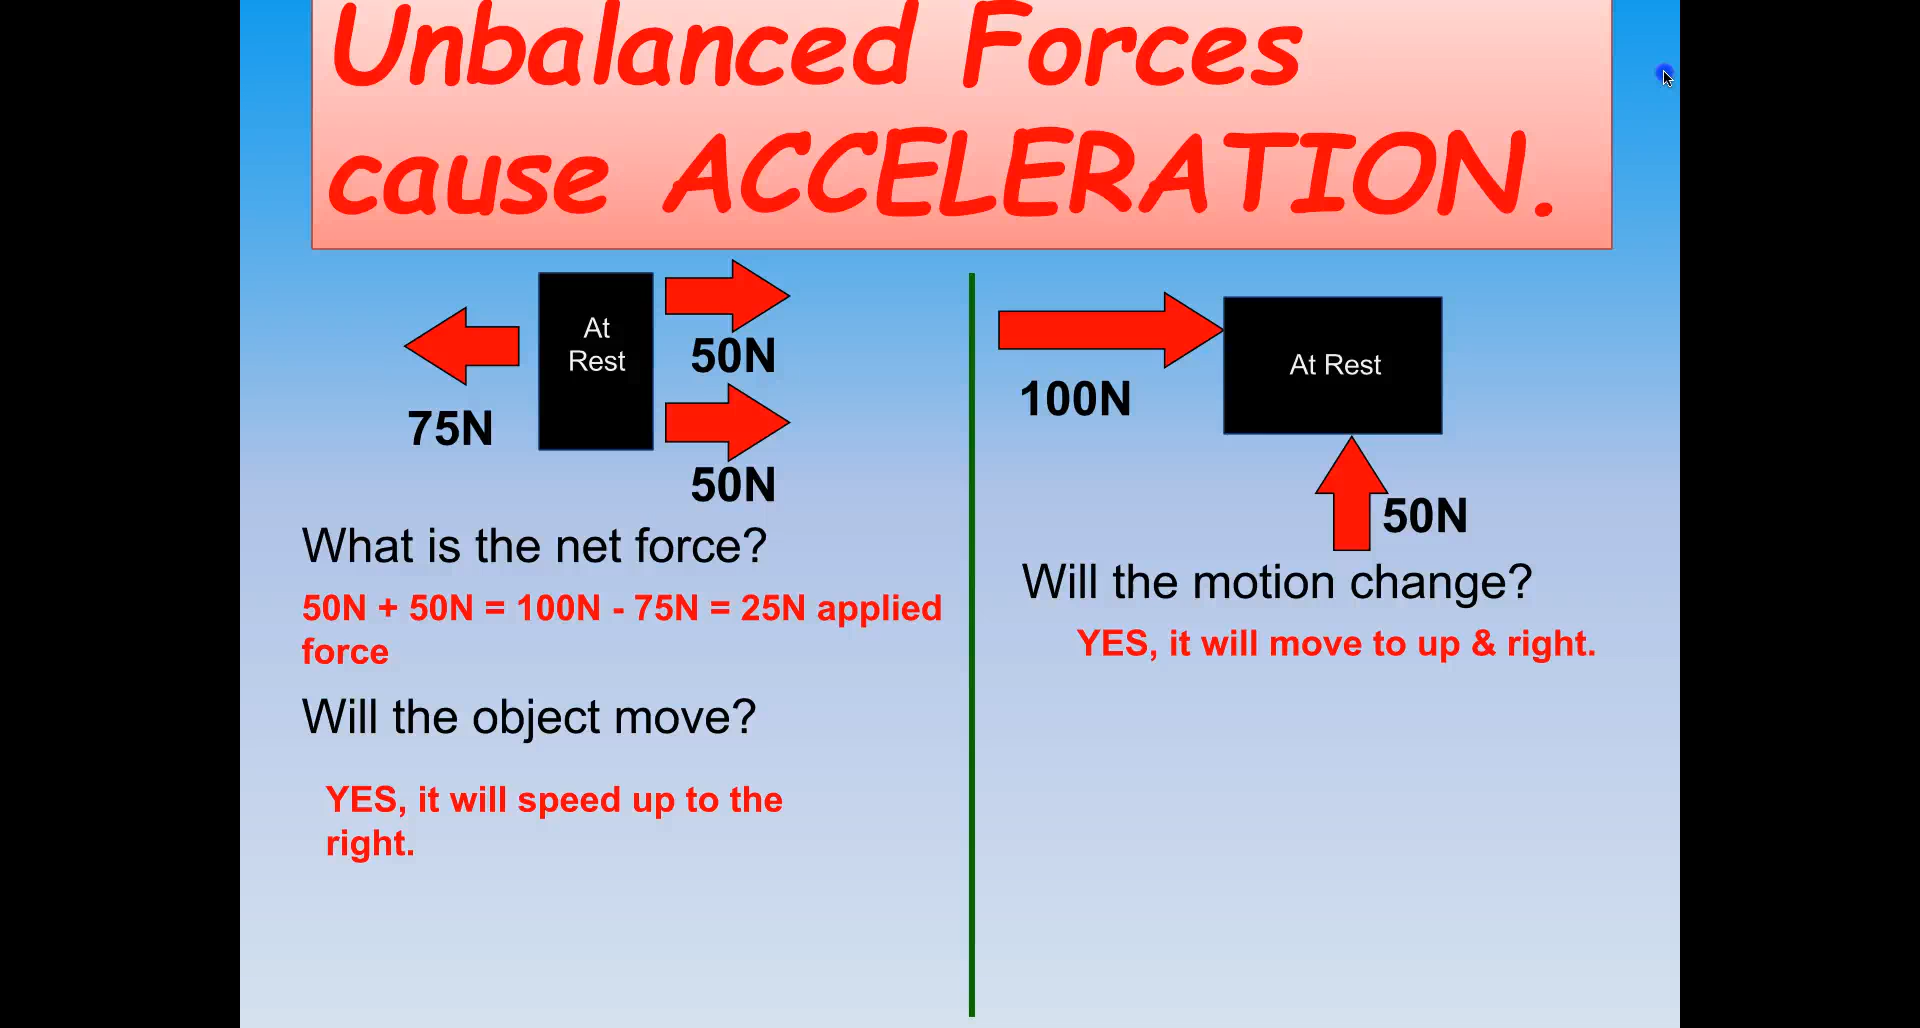 Unbalanced Forces
cause ACCELERATION.
At
Rest
50N
75N
50N
What is the net force?
50N + 50N = 100N - 75N = 25N applied
force
Will the object move?
YES, it will speed up to the
right.
100N
At Rest
50N
Will the motion change?
YES, it will move to up & right.